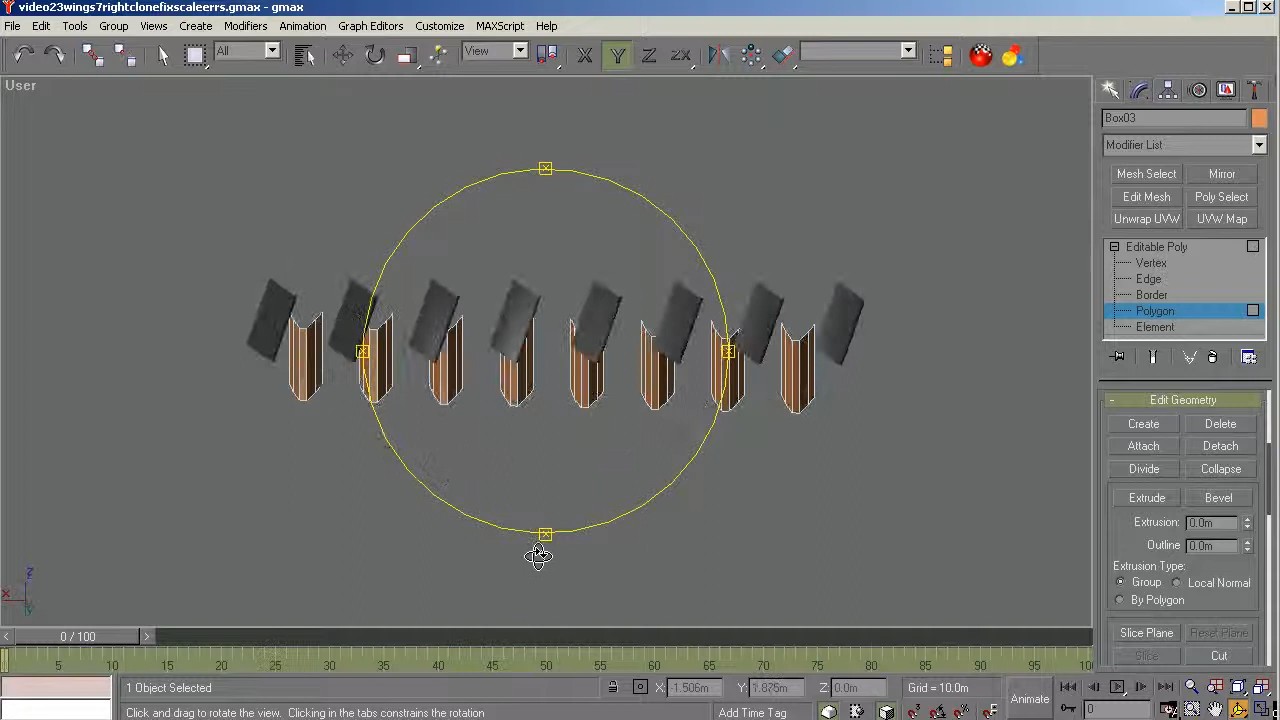 video23wings7rightclonefixscaleerrs.gmax - gmax
File Edit Tools Group Views Create Modifiers Animation Graph Editors Customize MAXScript Help
All View X Y Z ZX
User
Box03
Modifier List
Mesh Select Mirror
Edit Mesh Poly Select
Unwrap UVW UVW Map
Editable Poly
Vertex
Edge
Border
Polygon
Element
- Edit Geometry
Create Delete
Attach Detach
Divide Collapse
Extrude Bevel
Extrusion: 0.0m
Outline 0.0m
Extrusion Type:
Group Local Normal
By Polygon
Slice Plane Reset Plane
Slice Cut
Z
X
< 0 / 100 >
5 10 15 20 25 30 35 40 45 50 55 60 65 70 75 80 85 90 95
1 Object Selected X: -1.506m Y: 1.875m Z: 0.0m Grid = 10.0m Animate
Click and drag to rotate the view. Clicking in the tabs constrains the rotation Add Time Tag 0